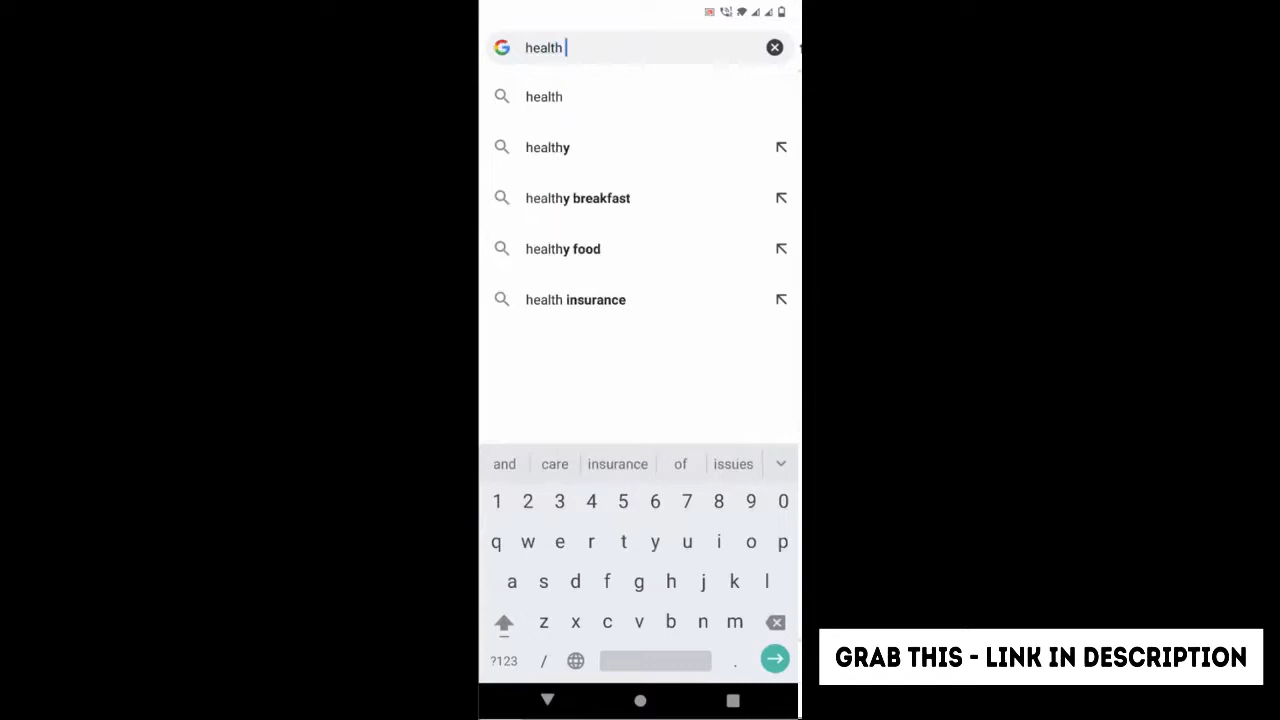 health
health
healthy
healthy breakfast
healthy food
health insurance
and care insurance of issues
1 2 3 4 5 6 7 8 9 0
q w e r t y u i o p
a s d f g h j k l
z x c v b n m
?123 / .
GRAB THIS - LINK IN DESCRIPTION